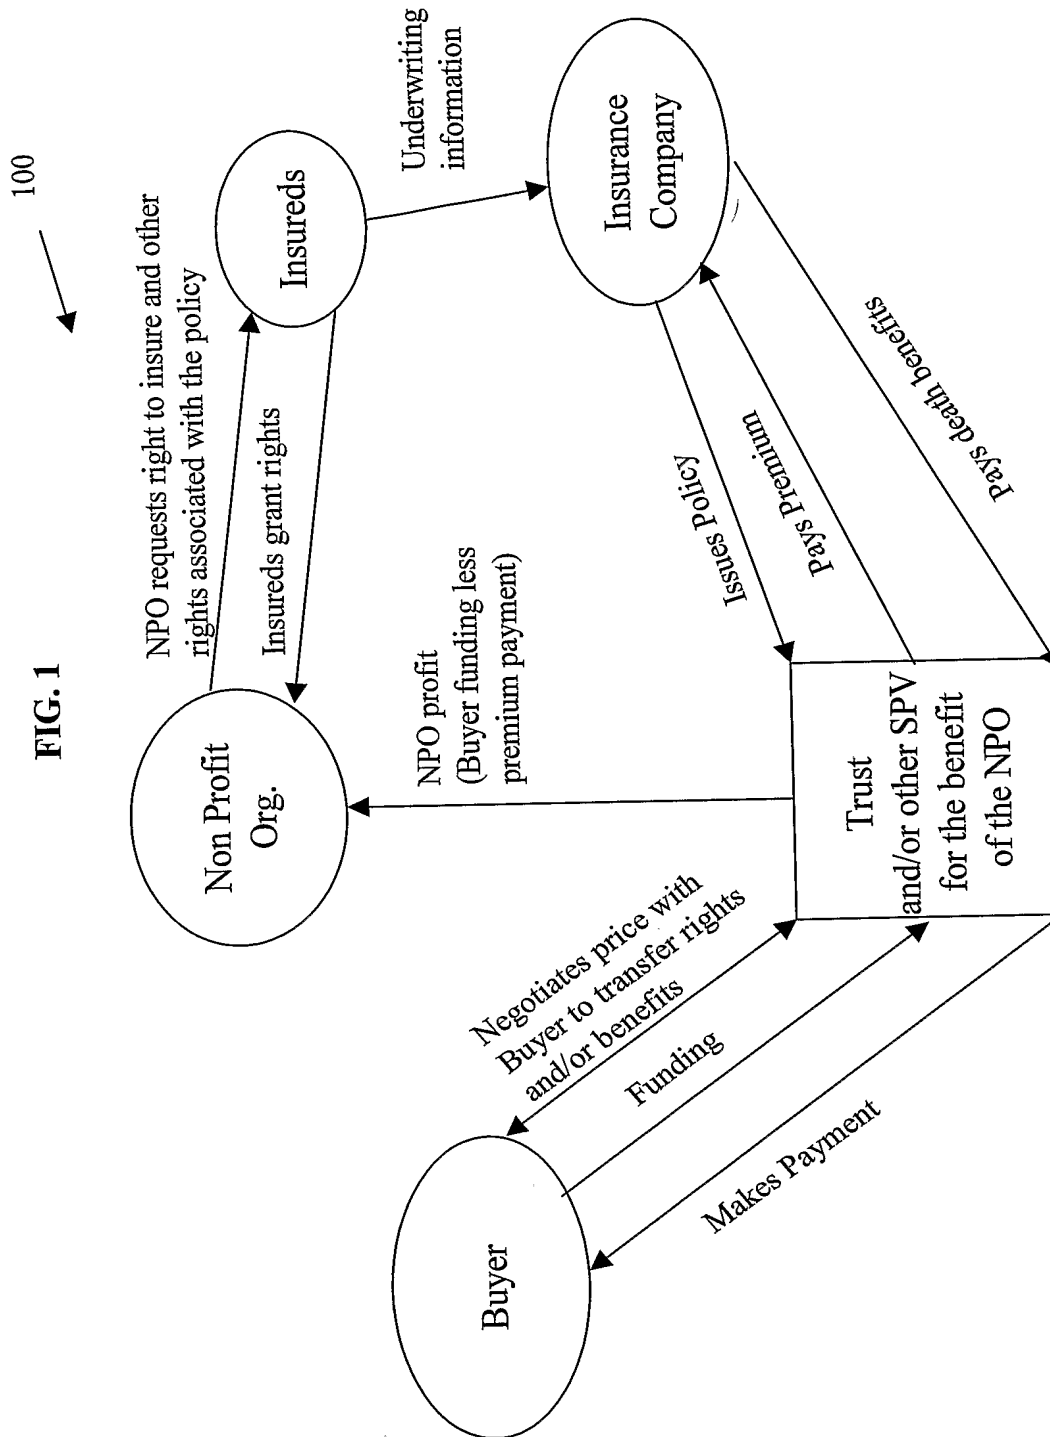 FIG. 1
100
NPO requests right to insure and other
rights associated with the policy
Non Profit
Org.
Insureds grant rights
Insureds
Underwriting
information
NPO profit
(Buyer funding less
premium payment)
Insurance
Company
Negotiates price with
Buyer to transfer rights
and/or benefits
Buyer
Funding
Makes Payment
Issues Policy
Pays Premium
Pays death benefits
Trust
and/or other SPV
for the benefit
of the NPO